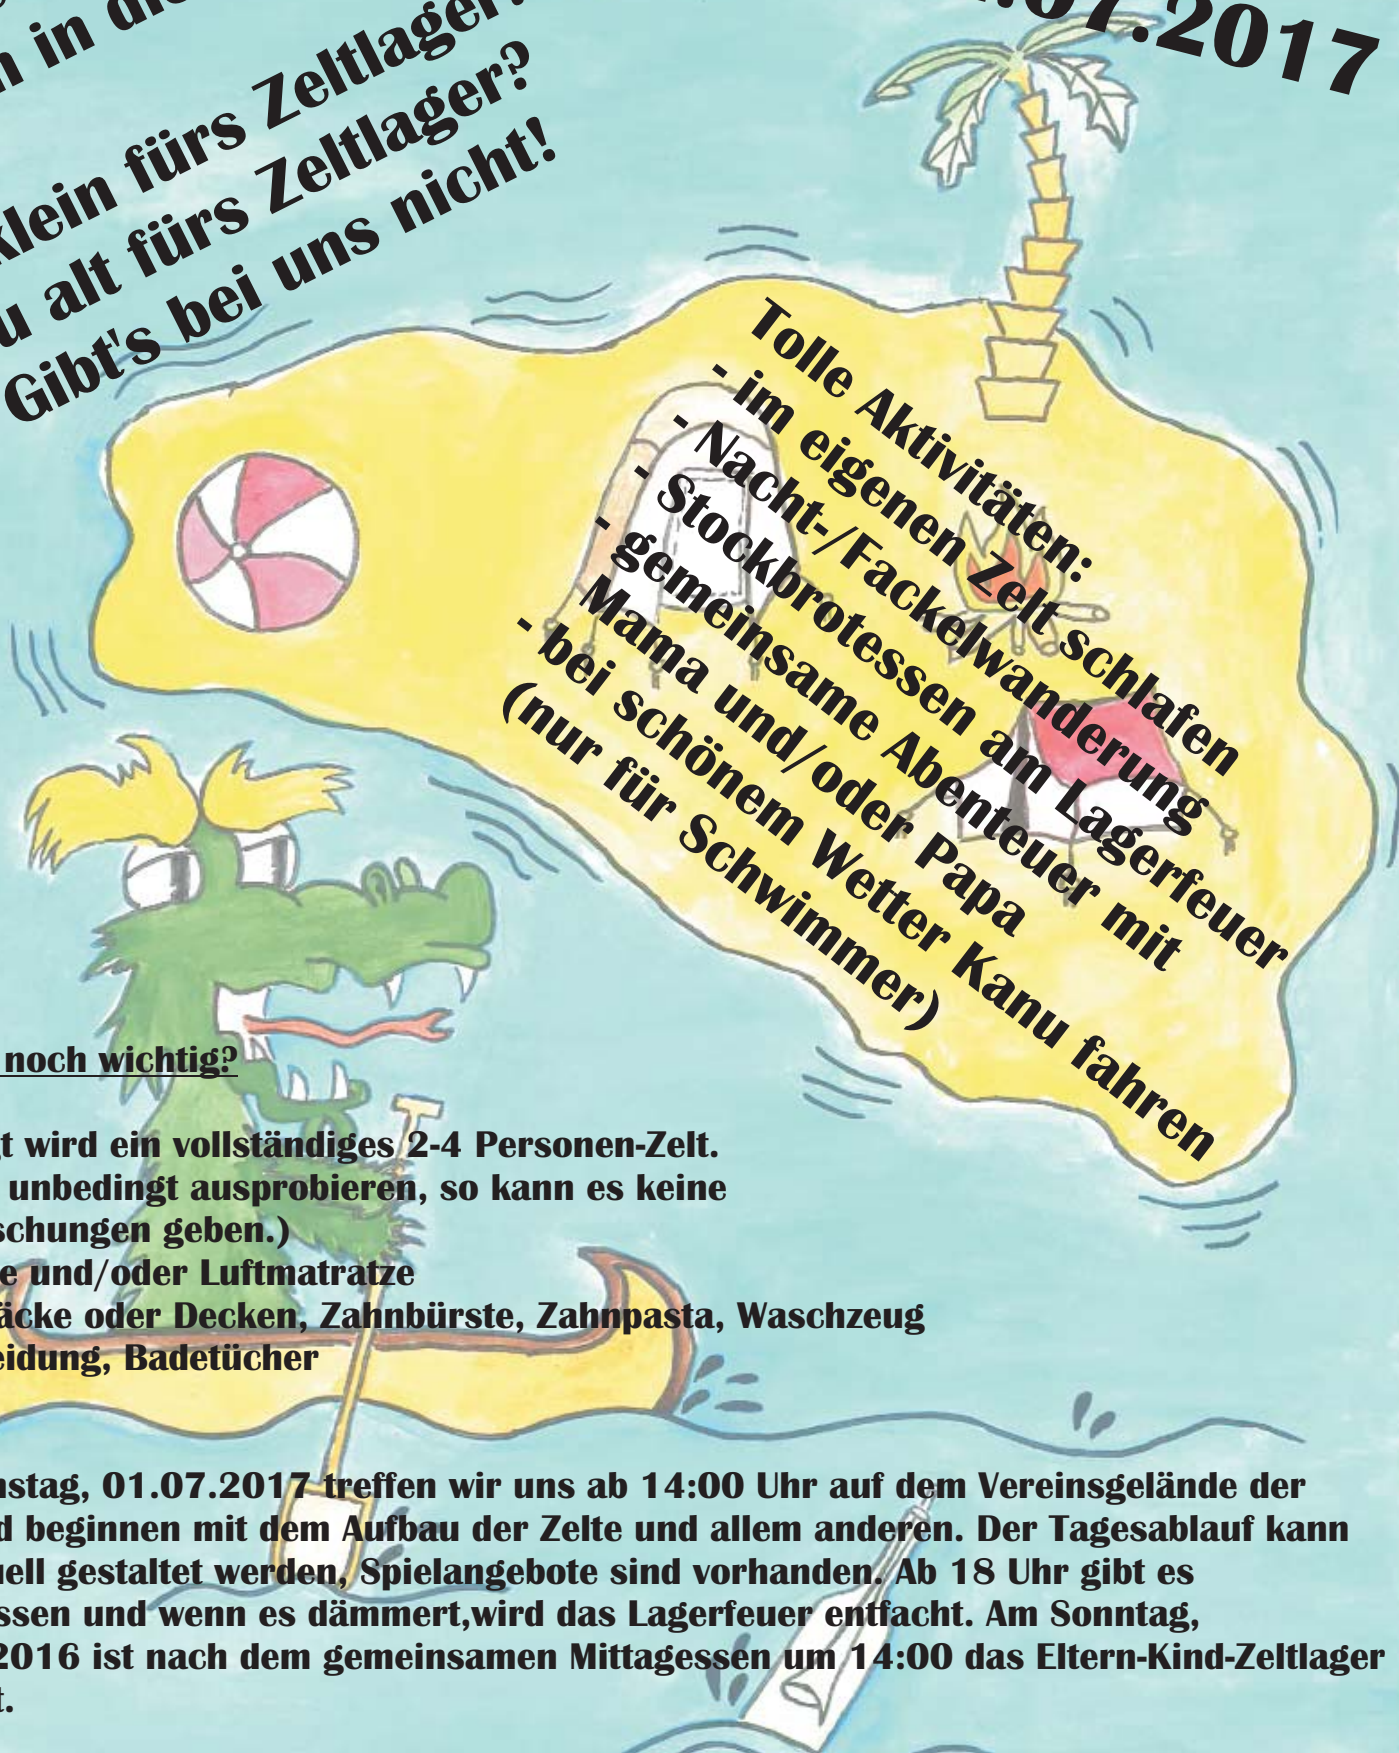 in die
.07.2017
klein fürs Zeltlager?
alt fürs Zeltlager?
Gibt's bei uns nicht!
Tolle Aktivitäten:
- im eigenen Zelt schlafen
- Nacht-/Fackelwanderung
- Stockbrotessen am Lagerfeuer
- gemeinsame Abenteuer mit
Mama und/oder Papa
- bei schönem Wetter Kanu fahren
(nur für Schwimmer)
noch wichtig?
t wird ein vollständiges 2-4 Personen-Zelt.
unbedingt ausprobieren, so kann es keine
schungen geben.)
e und/oder Luftmatratze
äcke oder Decken, Zahnbürste, Zahnpasta, Waschzeug
eidung, Badetücher
nstag, 01.07.2017 treffen wir uns ab 14:00 Uhr auf dem Vereinsgelände der
d beginnen mit dem Aufbau der Zelte und allem anderen. Der Tagesablauf kann
uell gestaltet werden, Spielangebote sind vorhanden. Ab 18 Uhr gibt es
ssen und wenn es dämmert,wird das Lagerfeuer entfacht. Am Sonntag,
2016 ist nach dem gemeinsamen Mittagessen um 14:00 das Eltern-Kind-Zeltlager
t.